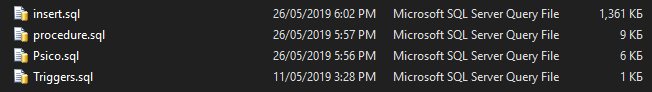 insert.sql 26/05/2019 6:02 PM Microsoft SQL Server Query File 1,361 КБ
procedure.sql 26/05/2019 5:57 PM Microsoft SQL Server Query File 9 КБ
Psico.sql 26/05/2019 5:56 PM Microsoft SQL Server Query File 6 КБ
Triggers.sql 11/05/2019 3:28 PM Microsoft SQL Server Query File 1 КБ